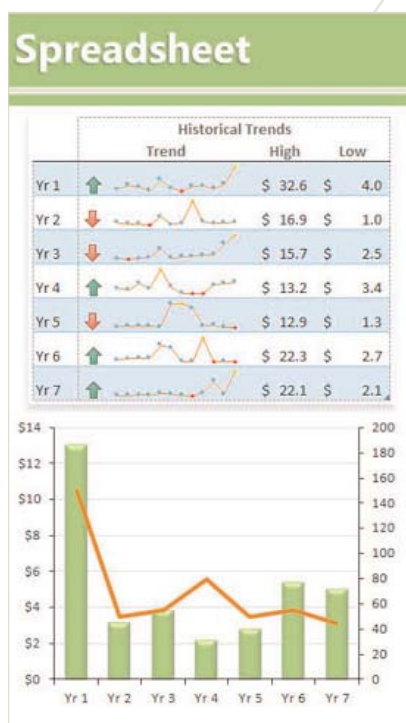 Spreadsheet
Historical Trends
Trend High Low
Yr 1 $ 32.6 $ 4.0
Yr 2 $ 16.9 $ 1.0
Yr 3 $ 15.7 $ 2.5
Yr 4 $ 13.2 $ 3.4
Yr 5 $ 12.9 $ 1.3
Yr 6 $ 22.3 $ 2.7
Yr 7 $ 22.1 $ 2.1
$14 200
$12 180
160
$10 140
$8 120
100
$6 80
$4 60
40
$2 20
$0 0
Yr 1 Yr 2 Yr 3 Yr 4 Yr 5 Yr 6 Yr 7